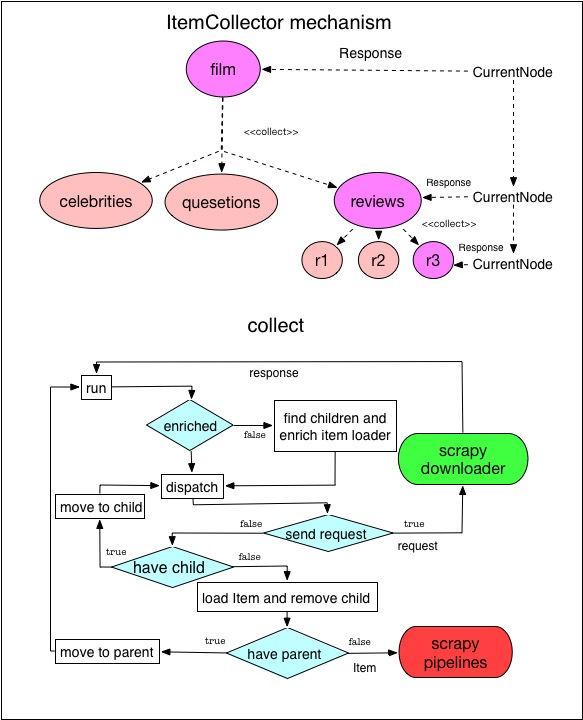 ItemCollector mechanism
film
Response
CurrentNode
<<collect>>
celebrities
quesetions
reviews
Response
CurrentNode
<<collect>>
r1
r2
r3
Response
CurrentNode
collect
response
run
enriched
false
find children and
enrich item loader
scrapy
downloader
dispatch
move to child
false
send request
true
request
true
have child
false
load Item and remove child
move to parent
true
have parent
false
Item
scrapy
pipelines